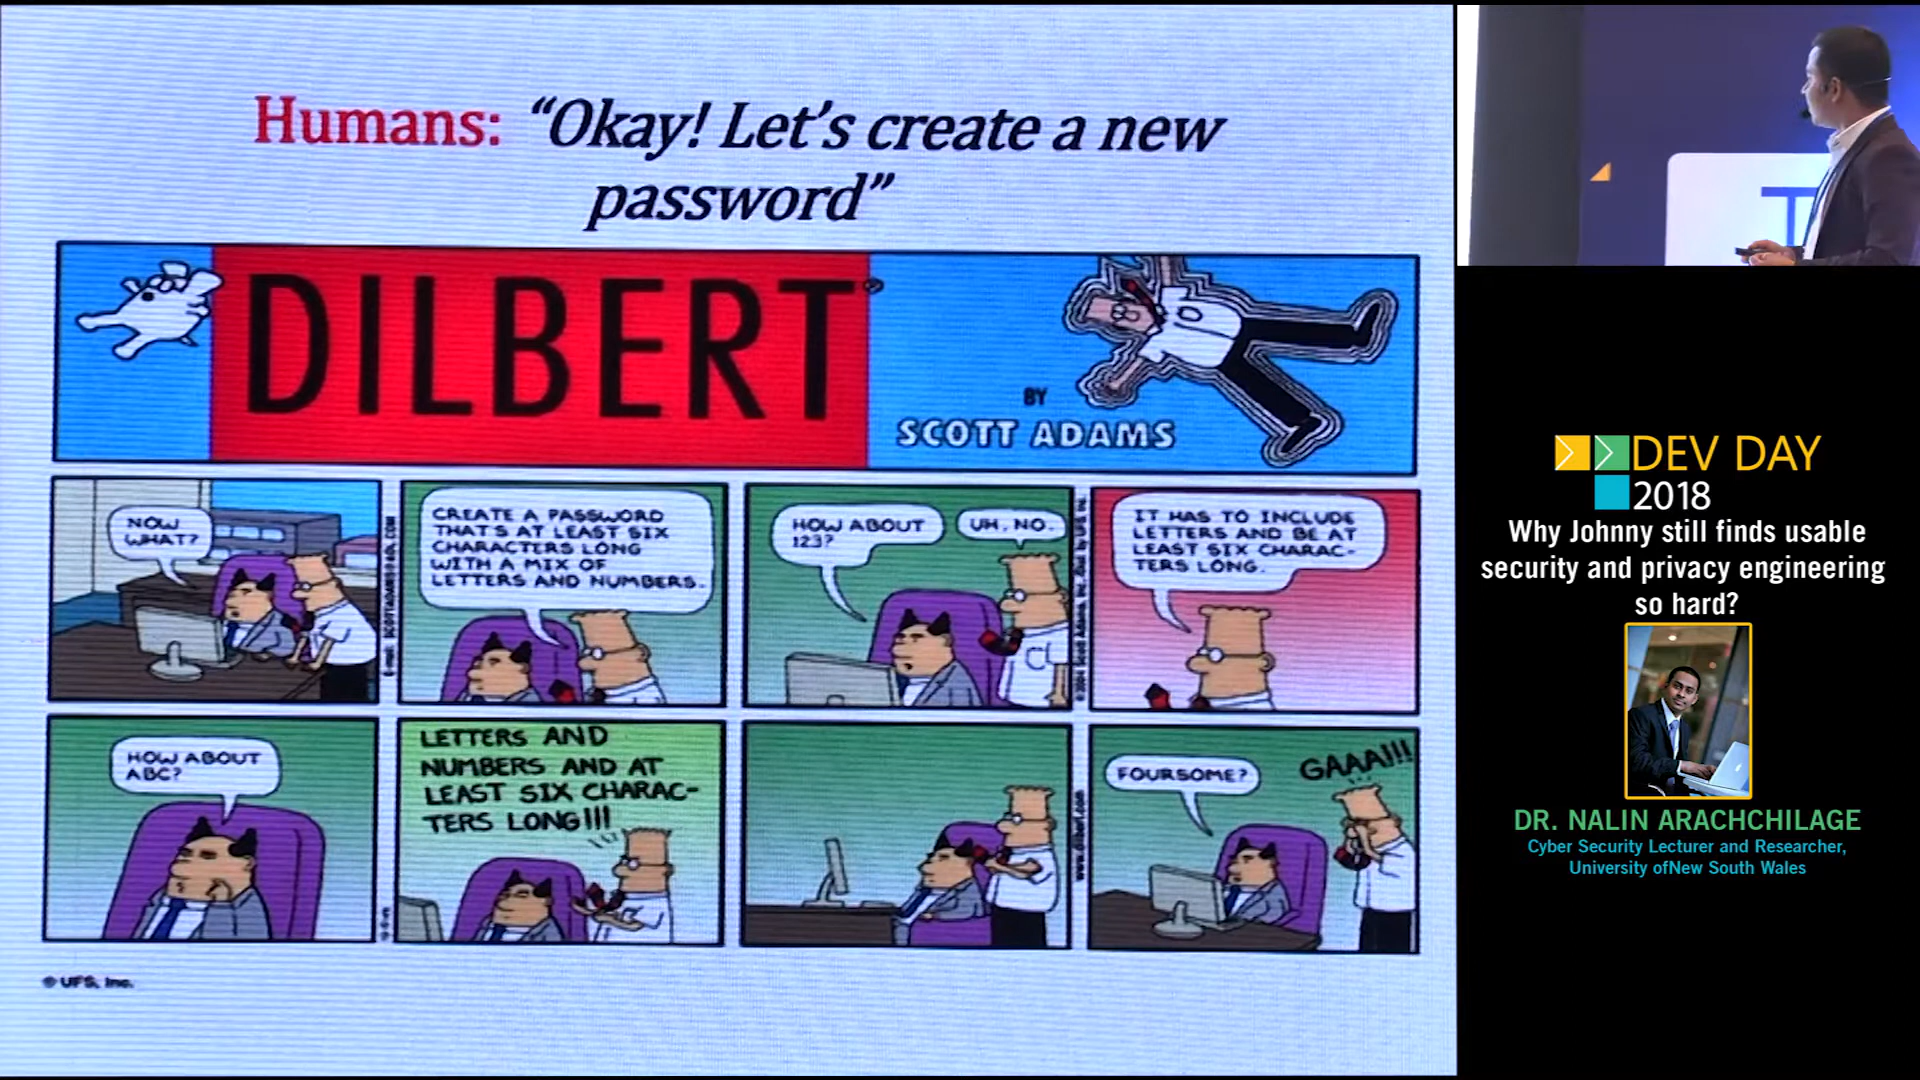 Humans: “Okay! Let’s create a new
password”
DILBERT
BY
SCOTT ADAMS
NOW
WHAT?
CREATE A PASSWORD
THAT'S AT LEAST SIX
CHARACTERS LONG
WITH A MIX OF
LETTERS AND NUMBERS.
HOW ABOUT
123?
UH, NO.
IT HAS TO INCLUDE
LETTERS AND BE AT
LEAST SIX CHARAC-
TERS LONG.
HOW ABOUT
ABC?
LETTERS AND
NUMBERS AND AT
LEAST SIX CHARAC-
TERS LONG!!!
www.dilbert.com
FOURSOME?
GAAA!!!
© UFS, Inc.
DEV DAY
2018
Why Johnny still finds usable
security and privacy engineering
so hard?
DR. NALIN ARACHCHILAGE
Cyber Security Lecturer and Researcher,
University ofNew South Wales